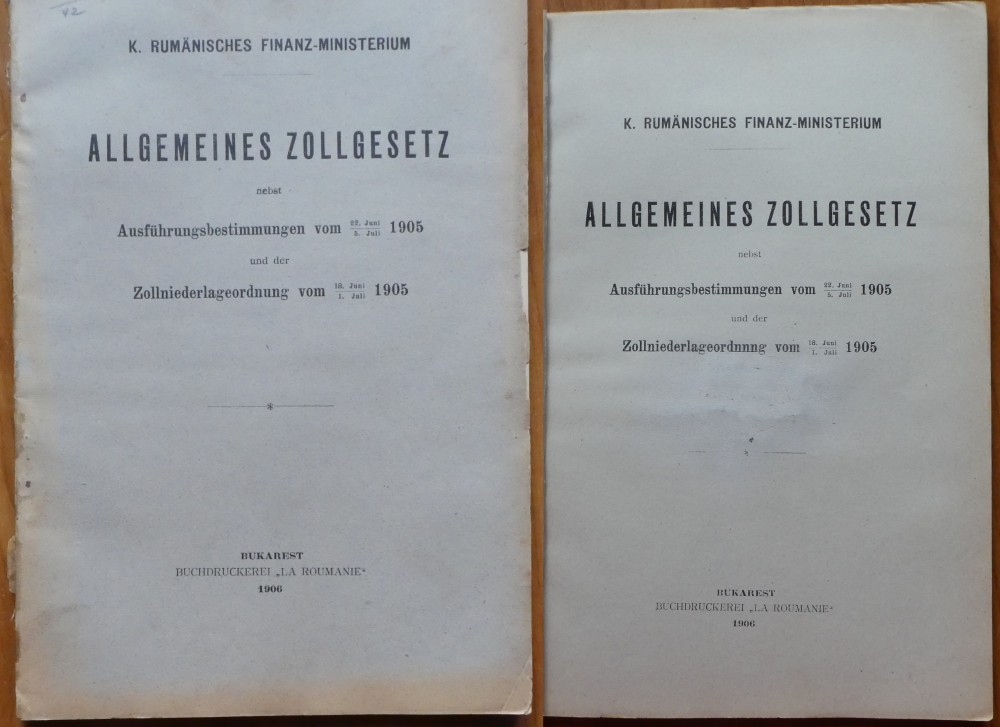 42
K. RUMÄNISCHES FINANZ-MINISTERIUM
ALLGEMEINES ZOLLGESETZ
nebst
Ausführungsbestimmungen vom 22. Juni / 5. Juli 1905
und der
Zollniederlageordnung vom 18. Juni / 1. Juli 1905
BUKAREST
BUCHDRUCKEREI „LA ROUMANIE“
1906
K. RUMÄNISCHES FINANZ-MINISTERIUM
ALLGEMEINES ZOLLGESETZ
nebst
Ausführungsbestimmungen vom 22. Juni / 5. Juli 1905
und der
Zollniederlageordnnng vom 18. Juni / 1. Juli 1905
BUKAREST
BUCHDRUCKEREI „LA ROUMANIE“
1906